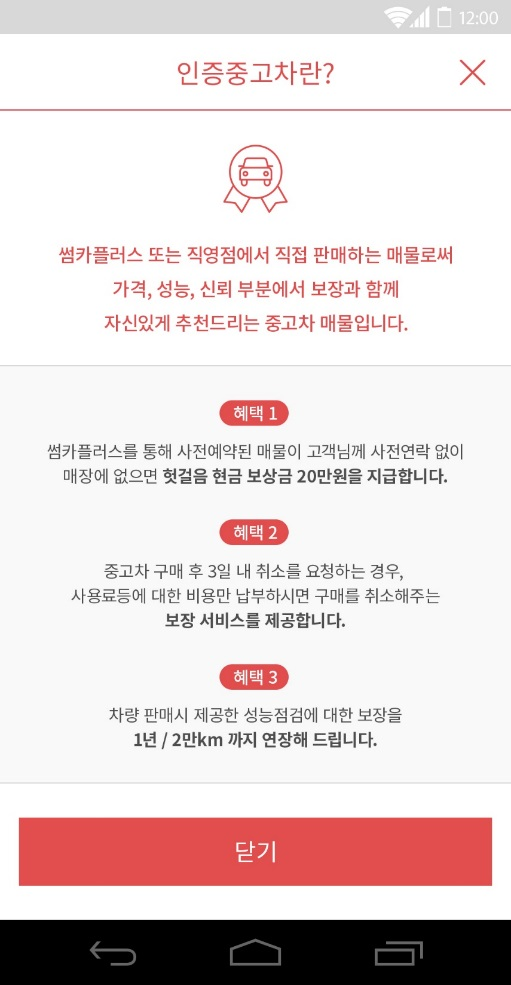 12:00
인증중고차란?
썸카플러스 또는 직영점에서 직접 판매하는 매물로써
가격, 성능, 신뢰 부분에서 보장과 함께
자신있게 추천드리는 중고차 매물입니다.
혜택 1
썸카플러스를 통해 사전예약된 매물이 고객님께 사전연락 없이
매장에 없으면 헛걸음 현금 보상금 20만원을 지급합니다.
혜택 2
중고차 구매 후 3일 내 취소를 요청하는 경우,
사용료등에 대한 비용만 납부하시면 구매를 취소해주는
보장 서비스를 제공합니다.
혜택 3
차량 판매시 제공한 성능점검에 대한 보장을
1년 / 2만km 까지 연장해 드립니다.
닫기